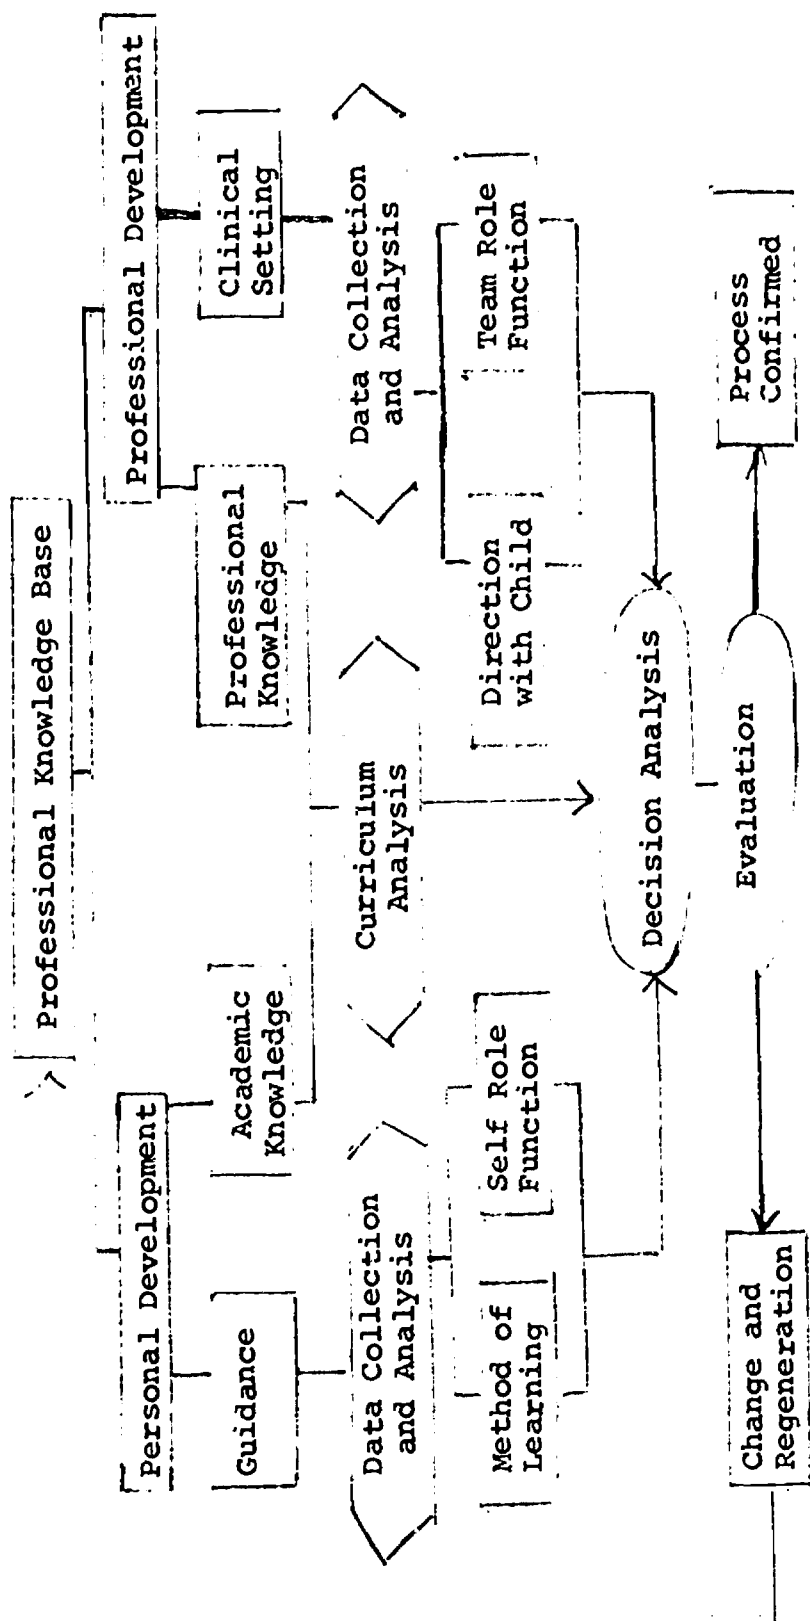 Professional Knowledge Base
Personal Development
Professional Development
Guidance
Academic
Knowledge
Professional
Knowledge
Clinical
Setting
Data Collection
and Analysis
Curriculum
Analysis
Data Collection
and Analysis
Method of
Learning
Self Role
Function
Direction
with Child
Team Role
Function
Decision Analysis
Evaluation
Change and
Regeneration
Process
Confirmed